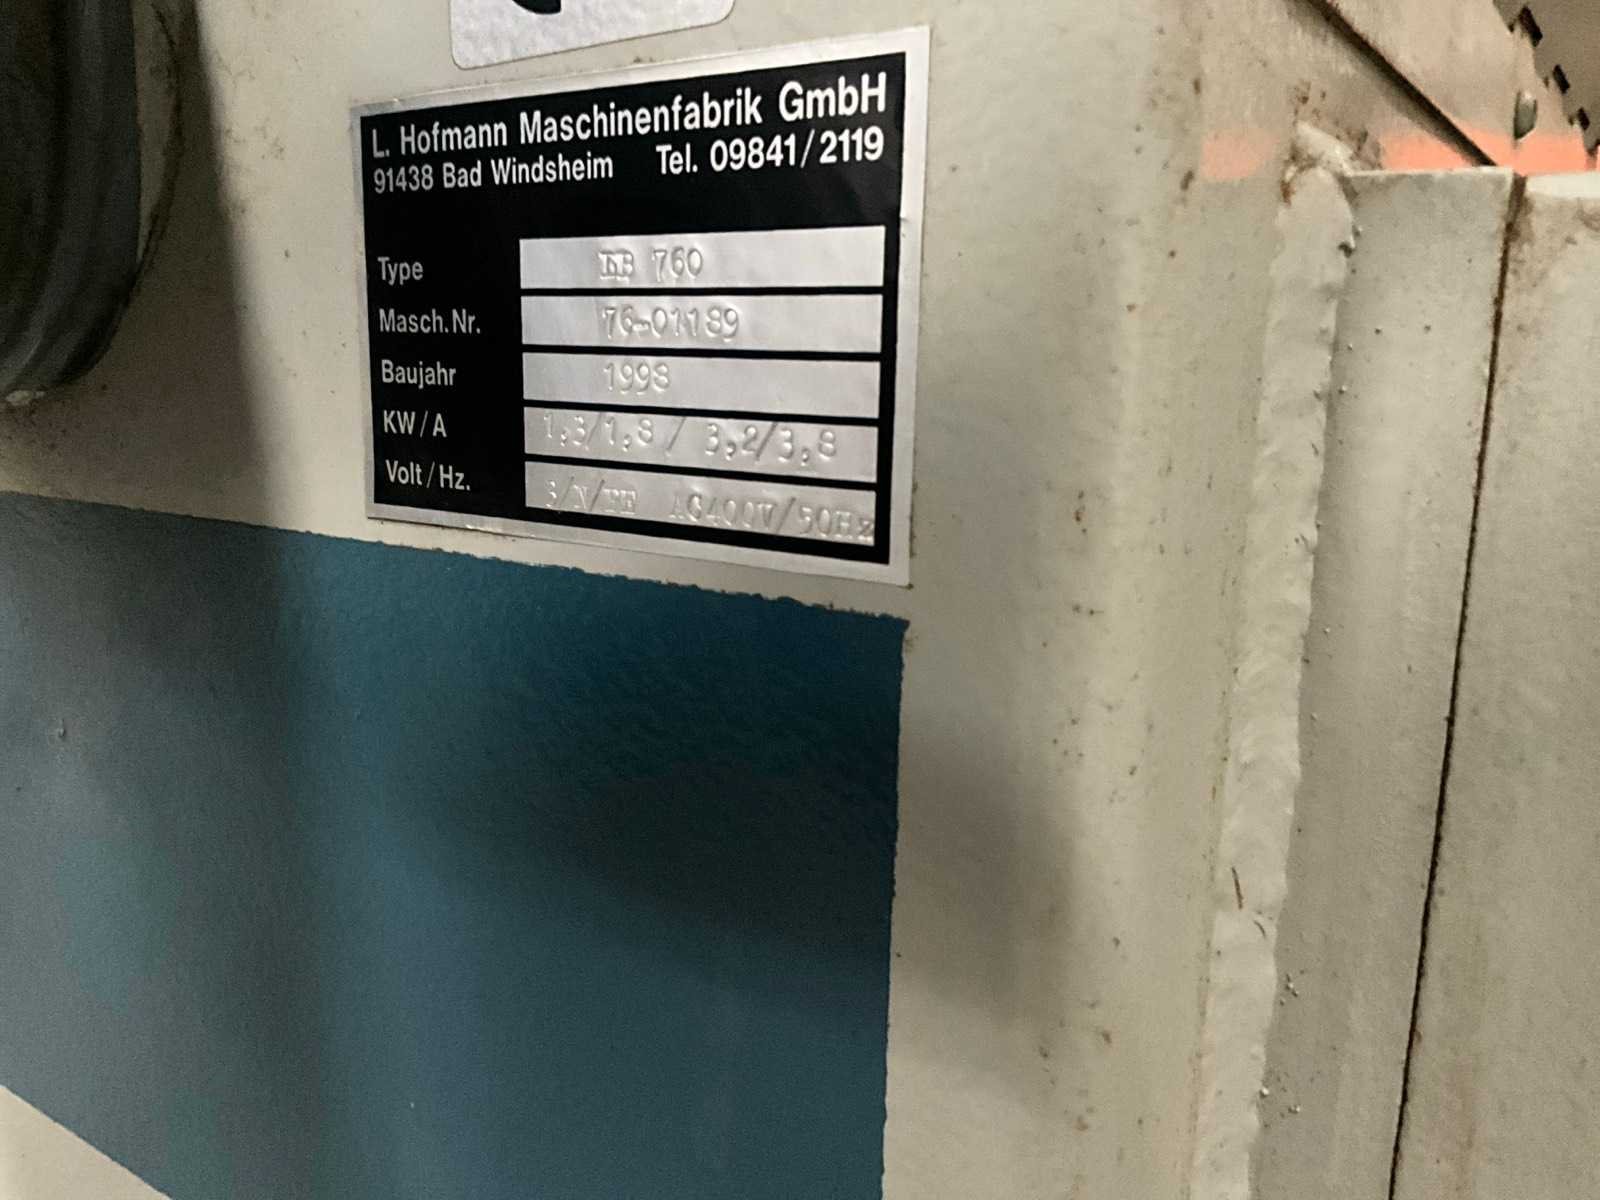 L. Hofmann Maschinenfabrik GmbH
91438 Bad Windsheim Tel. 09841/2119
Type 760
Masch.Nr. 76-01189
Baujahr 1998
KW/A 1,3/1,8 / 3,2/3,8
Volt/Hz. 3/N/PE AC400V/50Hz